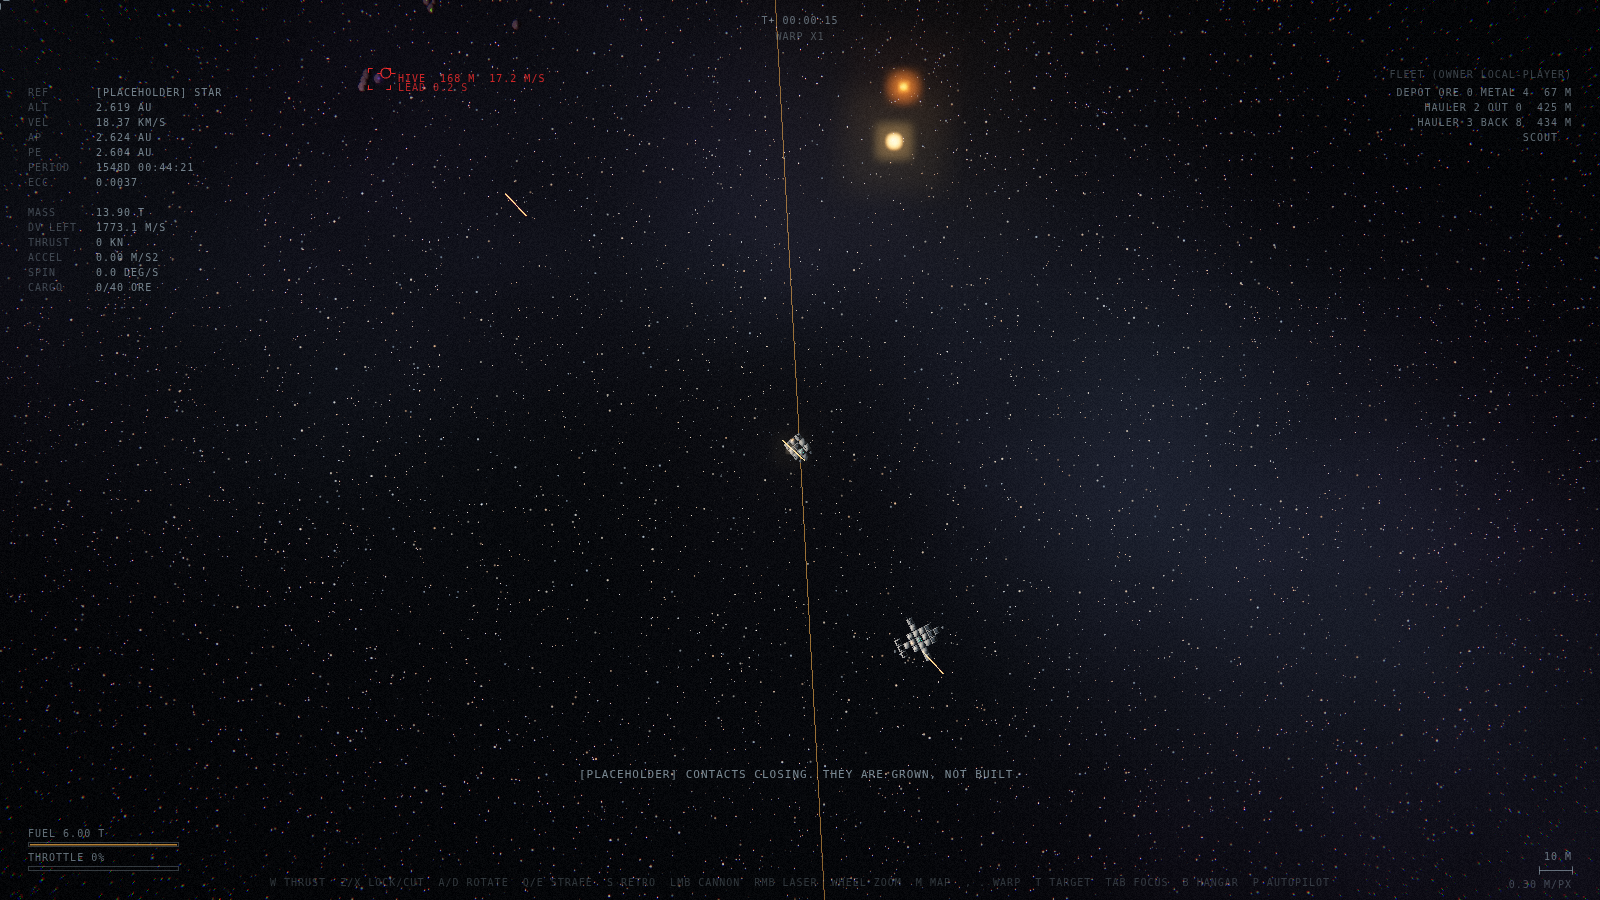 T+ 00:00:15
WARP X1
HIVE 168 M 17.2 M/S
LEAD 0.2 S
REF [PLACEHOLDER] STAR
ALT 2.619 AU
VEL 18.37 KM/S
AP 2.624 AU
PE 2.604 AU
PERIOD 1548D 00:44:21
ECC 0.0037
MASS 13.90 T
DV LEFT 1773.1 M/S
THRUST 0 KN
ACCEL 0.00 M/S2
SPIN 0.0 DEG/S
CARGO 0/40 ORE
FLEET (OWNER LOCAL-PLAYER)
DEPOT ORE 0 METAL 4 67 M
HAULER 2 OUT 0 425 M
HAULER 3 BACK 8 434 M
SCOUT
[PLACEHOLDER] CONTACTS CLOSING. THEY ARE GROWN, NOT BUILT.
FUEL 6.00 T
THROTTLE 0%
W THRUST Z/X LOCK/CUT A/D ROTATE Q/E STRAFE S RETRO LMB CANNON RMB LASER WHEEL ZOOM M MAP , . WARP T TARGET TAB FOCUS B HANGAR P AUTOPILOT
10 M
0.30 M/PX